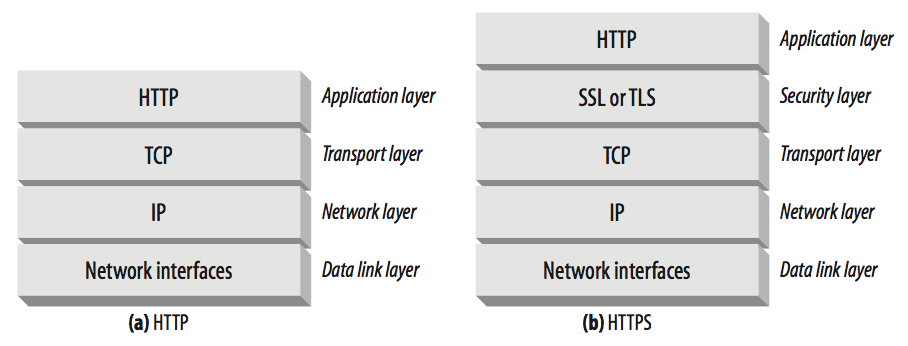 HTTP Application layer
SSL or TLS Security layer
HTTP Application layer
TCP Transport layer
TCP Transport layer
IP Network layer
IP Network layer
Network interfaces Data link layer
Network interfaces Data link layer
(a) HTTP
(b) HTTPS